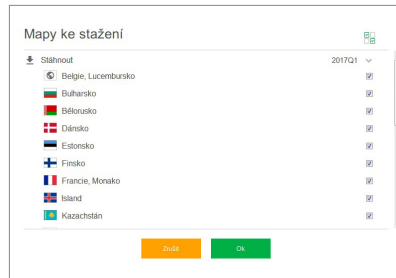 Mapy ke stažení
Stáhnout 2017Q1
Belgie, Lucembursko
Bulharsko
Bělorusko
Dánsko
Estonsko
Finsko
Francie, Monako
Island
Kazachstán
Zrušit Ok